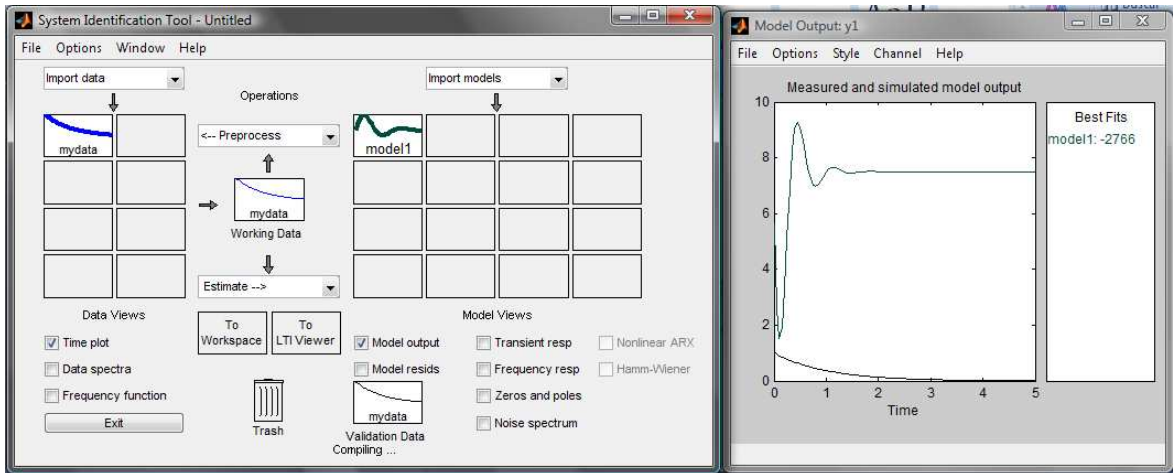 System Identification Tool - Untitled
File Options Window Help
Import data
Operations
Import models
mydata
<-- Preprocess
model1
mydata
Working Data
Estimate -->
Data Views
To Workspace
To LTI Viewer
Model Views
Time plot
Model output
Transient resp
Nonlinear ARX
Data spectra
Model resids
Frequency resp
Hamm-Wiener
Frequency function
Zeros and poles
Exit
Trash
mydata
Validation Data
Compiling ...
Noise spectrum
Model Output: y1
File Options Style Channel Help
Measured and simulated model output
Best Fits
model1: -2766
10
8
6
4
2
0
0 1 2 3 4 5
Time